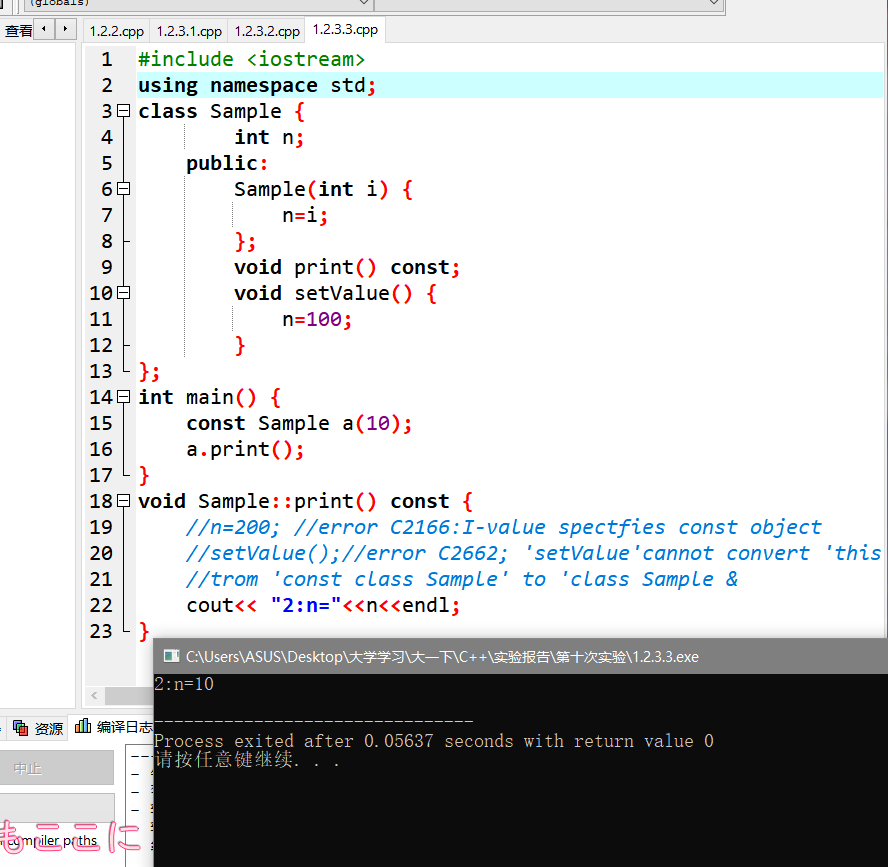 (globals)
查看
1.2.2.cpp 1.2.3.1.cpp 1.2.3.2.cpp 1.2.3.3.cpp
1 #include <iostream>
2 using namespace std;
3 class Sample {
4 int n;
5 public:
6 Sample(int i) {
7 n=i;
8 };
9 void print() const;
10 void setValue() {
11 n=100;
12 }
13 };
14 int main() {
15 const Sample a(10);
16 a.print();
17 }
18 void Sample::print() const {
19 //n=200; //error C2166:I-value spectfies const object
20 //setValue();//error C2662; 'setValue'cannot convert 'this
21 //trom 'const class Sample' to 'class Sample &
22 cout<< "2:n="<<n<<endl;
23 }
C:\Users\ASUS\Desktop\大学学习\大一下\C++\实验报告\第十次实验\1.2.3.3.exe
2:n=10
--------------------------------
Process exited after 0.05637 seconds with return value 0
请按任意键继续. . .
资源 编译日志
中止
もここに
compiler paths